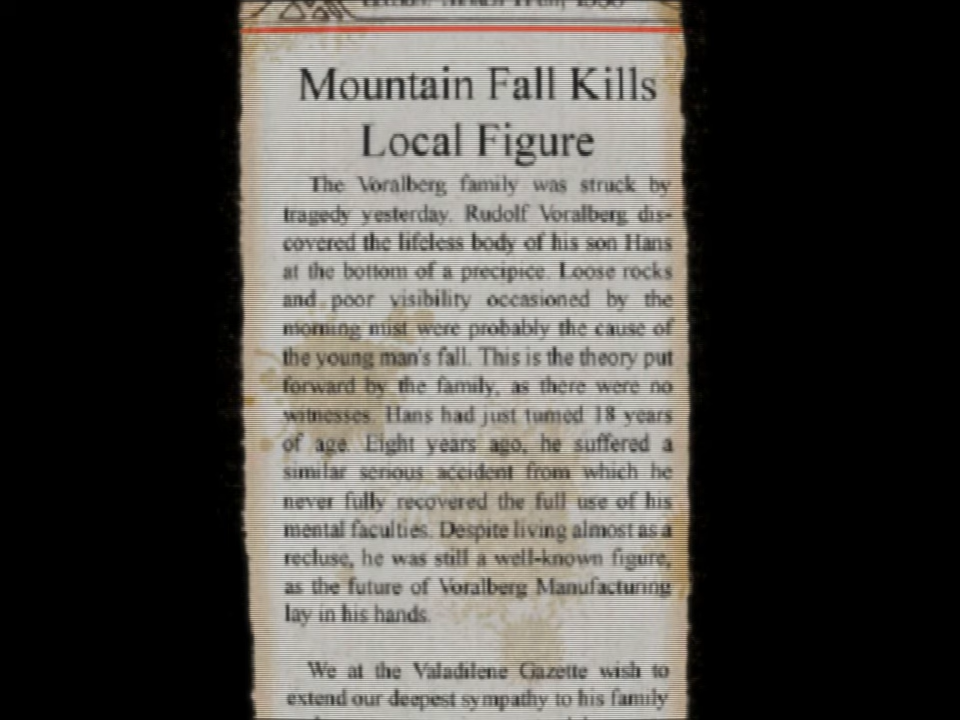 Mountain Fall Kills
Local Figure
The Voralberg family was struck by
tragedy yesterday. Rudolf Voralberg dis-
covered the lifeless body of his son Hans
at the bottom of a precipice. Loose rocks
and poor visibility occasioned by the
morning mist were probably the cause of
the young man's fall. This is the theory put
forward by the family, as there were no
witnesses. Hans had just turned 18 years
of age. Eight years ago, he suffered a
similar serious accident from which he
never fully recovered the full use of his
mental faculties. Despite living almost as a
recluse, he was still a well-known figure,
as the future of Voralberg Manufacturing
lay in his hands.
We at the Valadilene Gazette wish to
extend our deepest sympathy to his family